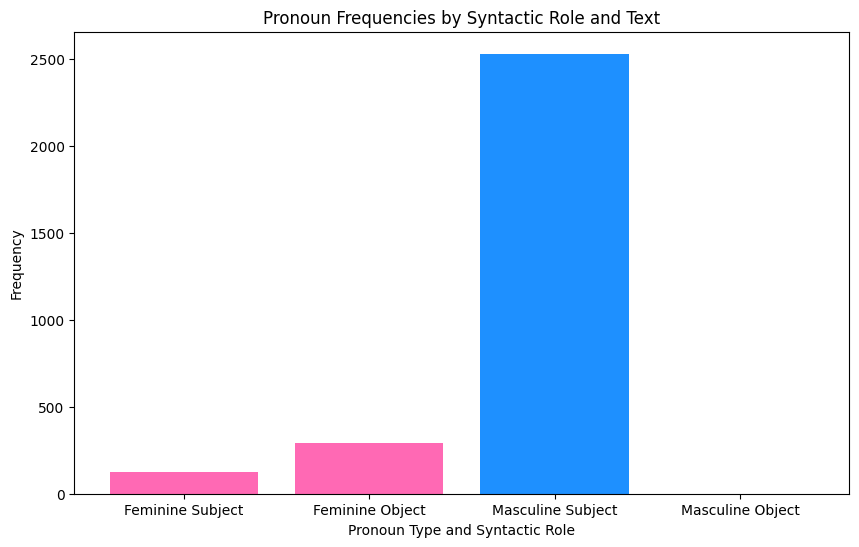 Pronoun Frequencies by Syntactic Role and Text
2500
2000
1500
1000
500
0
Frequency
Feminine Subject
Feminine Object
Masculine Subject
Masculine Object
Pronoun Type and Syntactic Role